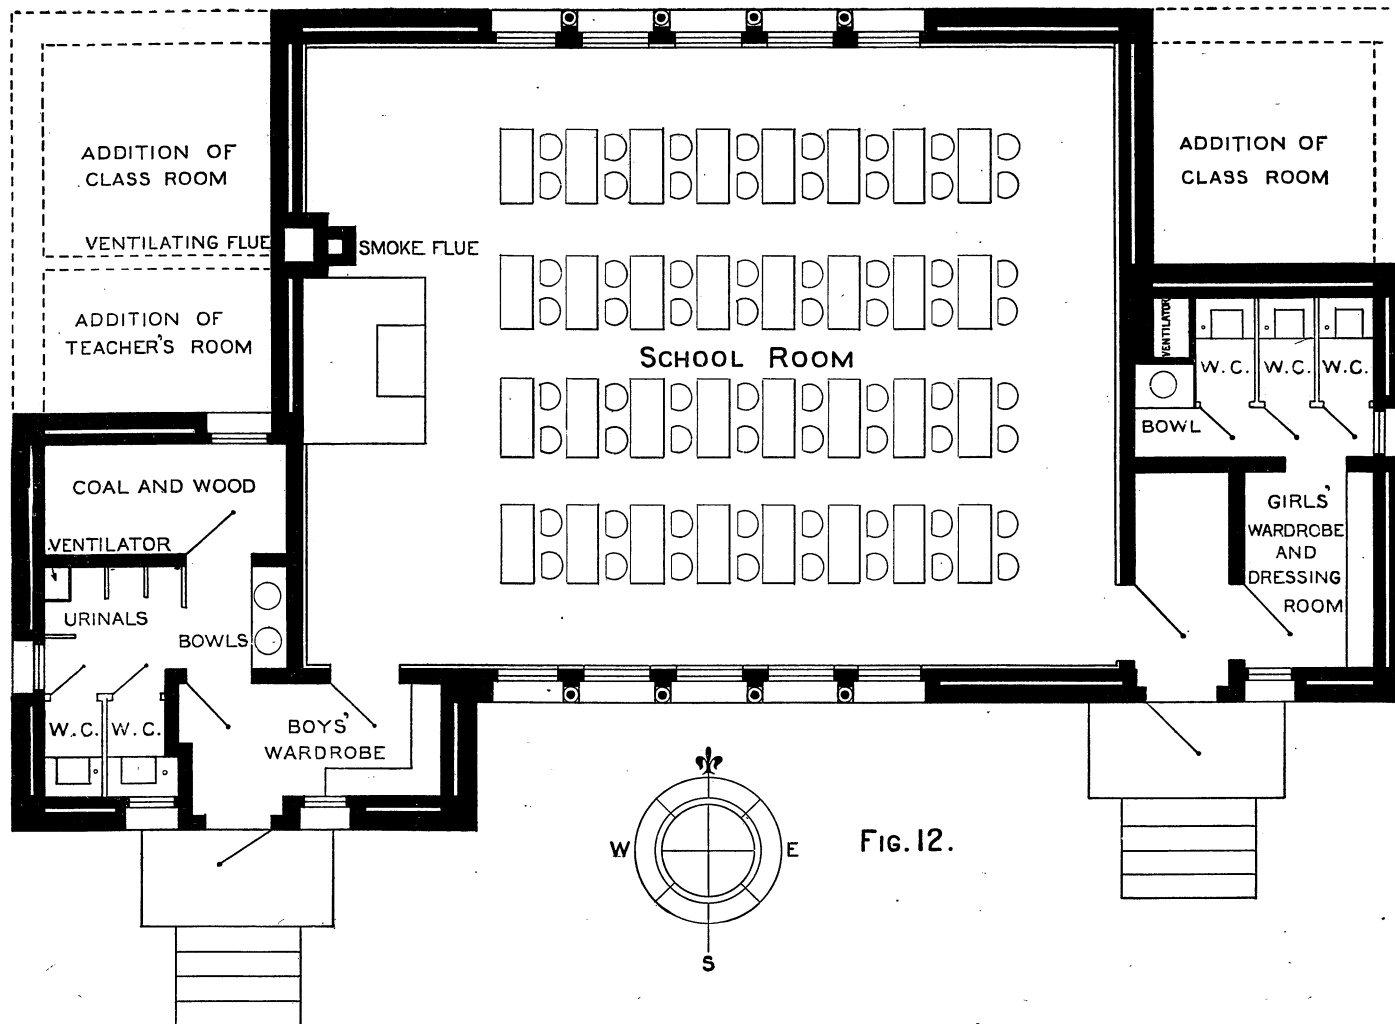 ADDITION OF
CLASS ROOM
VENTILATING FLUE
SMOKE FLUE
ADDITION OF
TEACHER'S ROOM
ADDITION OF
CLASS ROOM
SCHOOL ROOM
VENTILATOR
W.C.
W.C.
W.C.
BOWL
COAL AND WOOD
VENTILATOR
URINALS
BOWLS
W.C.
W.C.
BOYS'
WARDROBE
GIRLS'
WARDROBE
AND
DRESSING
ROOM
W
E
S
FIG. 12.